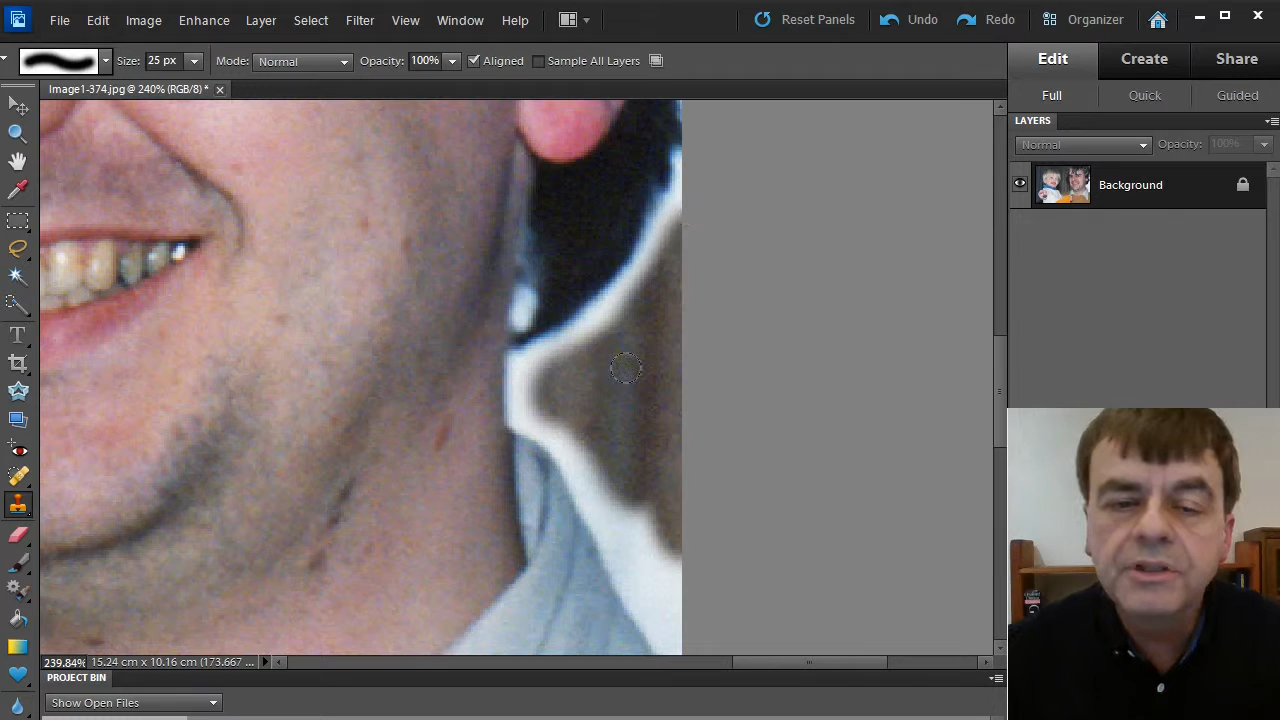 File Edit Image Enhance Layer Select Filter View Window Help Reset Panels Undo Redo Organizer
Size: 25 px Mode: Normal Opacity: 100% Aligned Sample All Layers
Edit Create Share
Image1-374.jpg @ 240% (RGB/8) *
Full Quick Guided
LAYERS
Normal Opacity: 100%
Background
239.84% 15.24 cm x 10.16 cm (173.667 ...
PROJECT BIN
Show Open Files